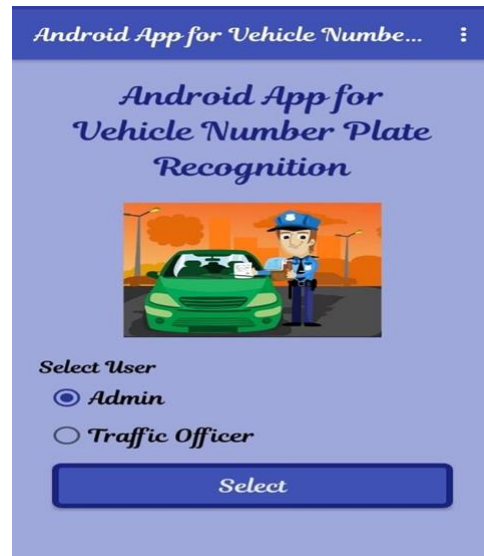 Android App for Vehicle Numbe...
Android App for
Vehicle Number Plate
Recognition
Select User
Admin
Traffic Officer
Select